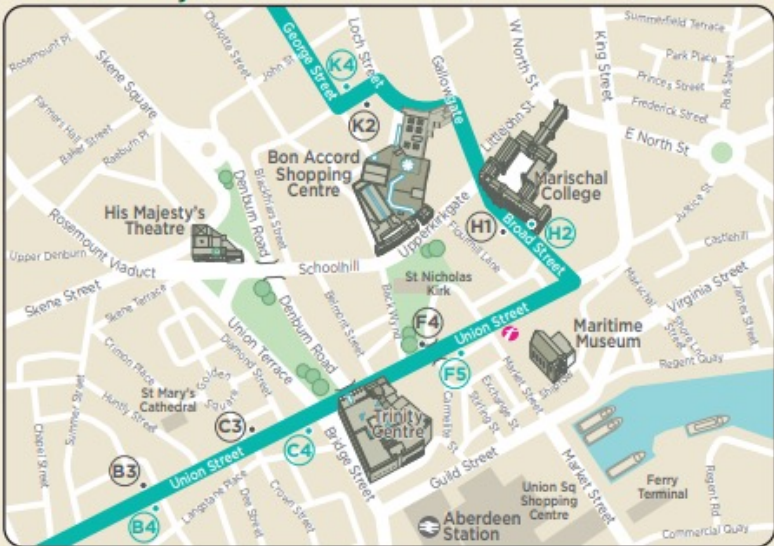 Summerfield Terrace
Charlotte Street
Loch Street
W North St
King Street
Rosemount Pl
John St
K4
George Street
Gallowgate
Park Place
Park Street
Skene Square
Princes Street
Frederick Street
K2
Littlejohn St
E North St
Farmers Hall
Baker Street
Raeburn Pl
Bon Accord
Shopping
Centre
Marischal
College
Blackfriars Street
Denburn Road
Justice St
His Majesty's
Theatre
Upperkirkgate
H1
H2
Broad Street
Castlehill
Rosemount Viaduct
Upper Denburn
Schoolhill
Flourmill Lane
Virginia Street
Skene Street
St Nicholas
Kirk
Marischal
Street
James Street
Skene Terrace
Belmont Street
Back Wynd
F4
Union Street
Maritime
Museum
Shore Lane
Denburn Road
Union Terrace
Crimon Place
Diamond Street
Golden
Square
F5
Market Street
Regent Quay
Huntly Street
St Mary's
Cathedral
Exchange St
Stirling St
Shiprow
Summer Street
Chapel Street
C3
Trinity
Centre
Carmelite St
C4
Bridge Street
Guild Street
B3
Union Street
Market Street
Langstane Place
Crown Street
Dee Street
Union Sq
Shopping
Centre
Ferry
Terminal
Regent Rd
B4
Aberdeen
Station
Commercial Quay